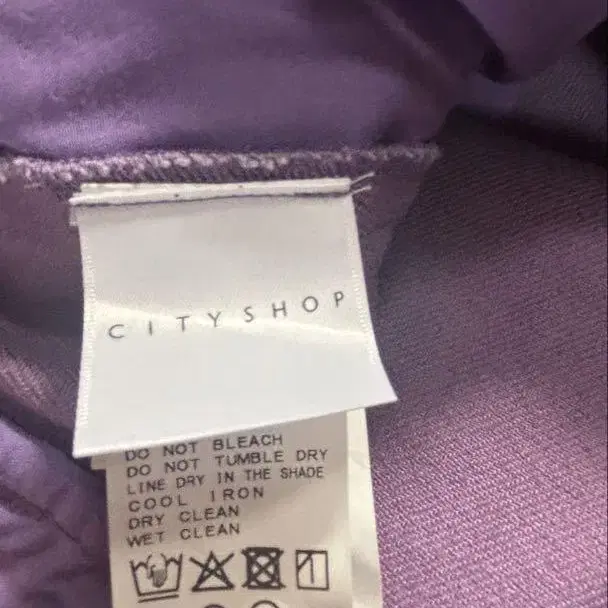 CITYSHOP
DO NOT BLEACH
DO NOT TUMBLE DRY
LINE DRY IN THE SHADE
COOL IRON
DRY CLEAN
WET CLEAN